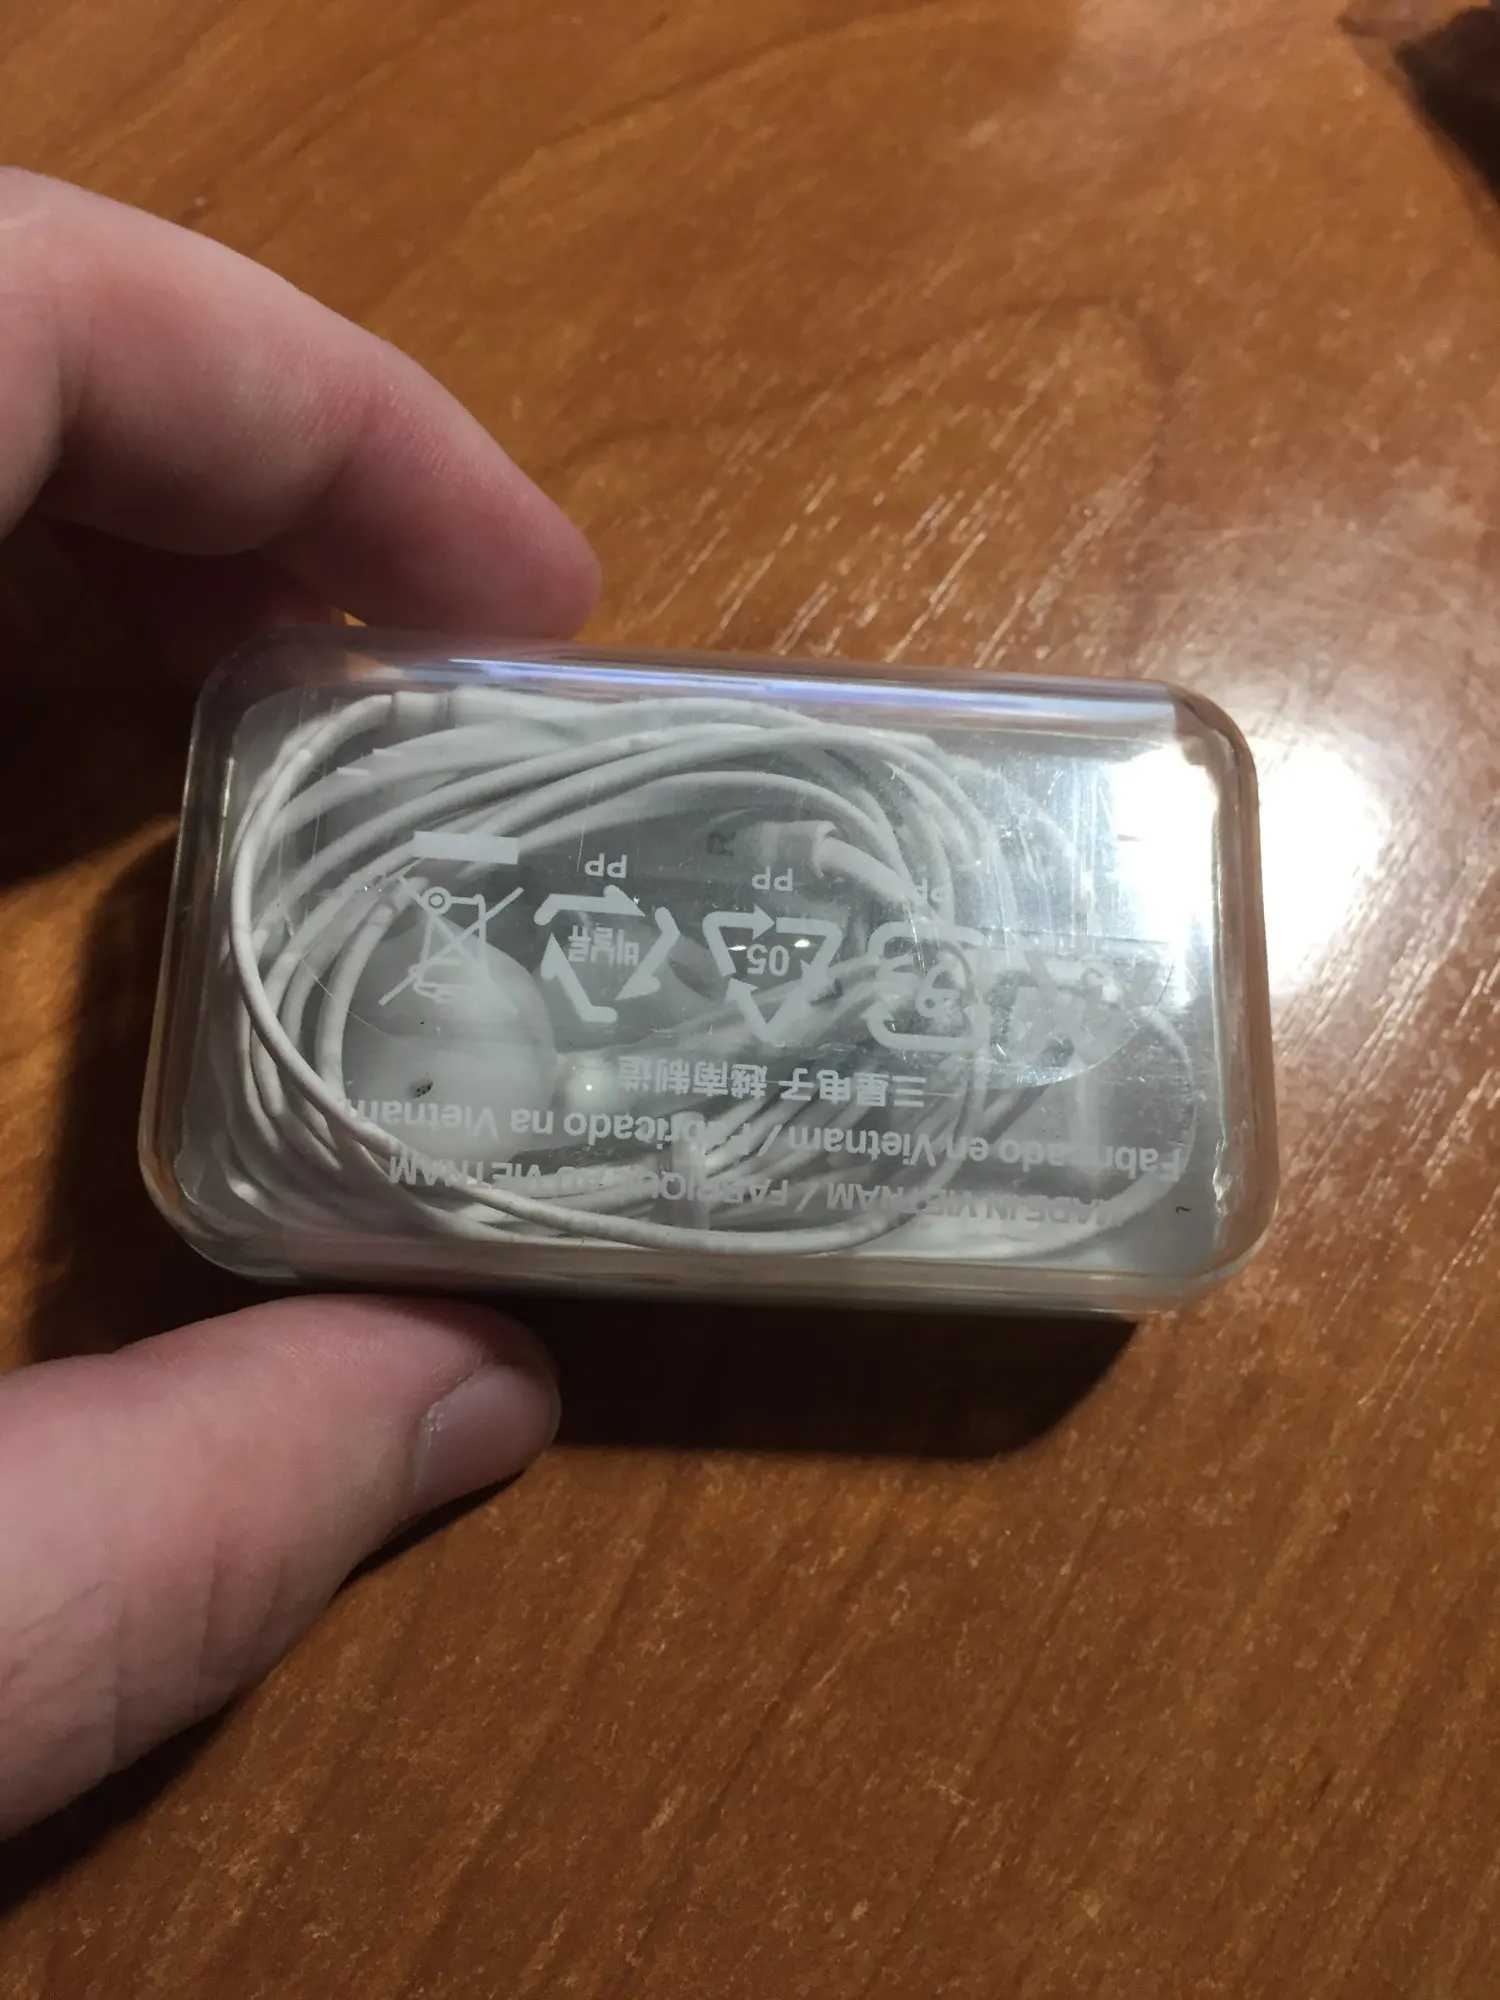 MADE IN VIETNAM / FABRIQUÉ AU VIETNAM
Fabricado en Vietnam / Fabricado na Vietnam
三星电子 越南制造
05
비닐류
PP
PP
PP
R